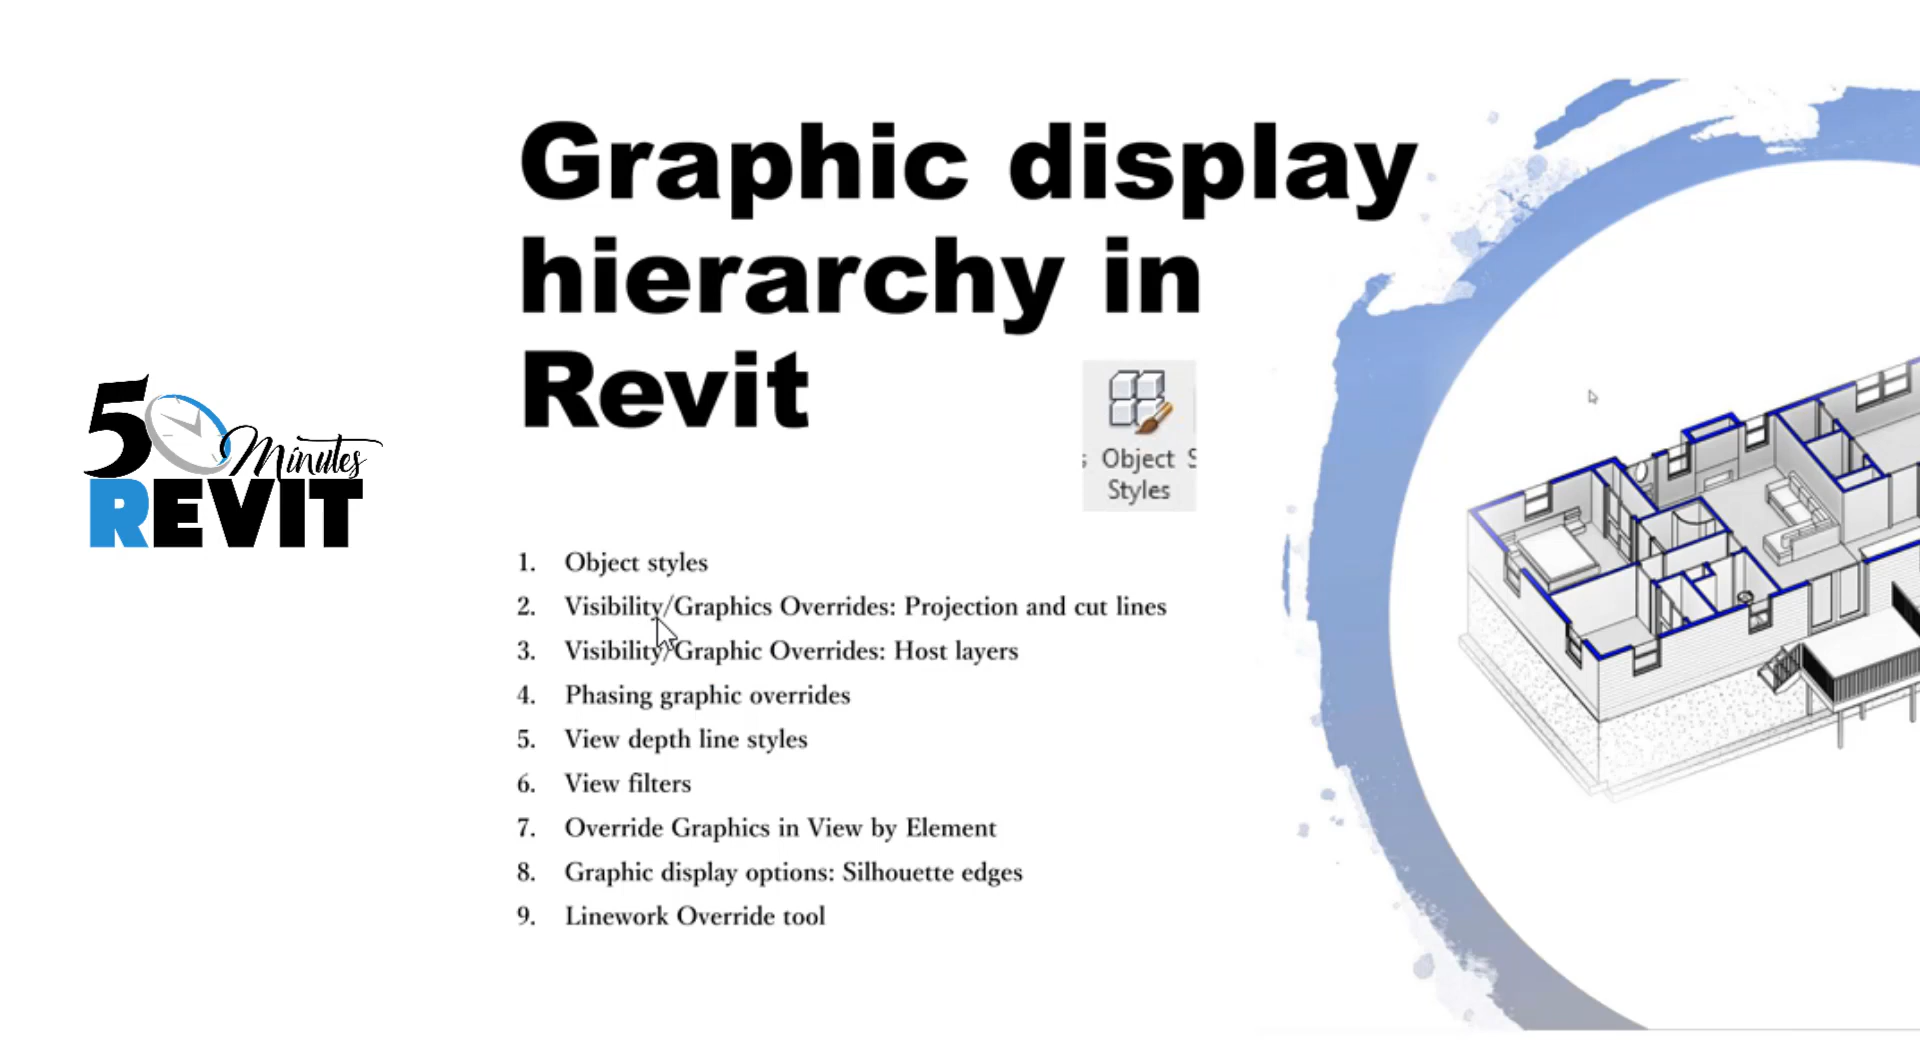 Graphic display
hierarchy in
Revit
5 Minutes
REVIT
Object
Styles
1. Object styles
2. Visibility/Graphics Overrides: Projection and cut lines
3. Visibility/Graphic Overrides: Host layers
4. Phasing graphic overrides
5. View depth line styles
6. View filters
7. Override Graphics in View by Element
8. Graphic display options: Silhouette edges
9. Linework Override tool